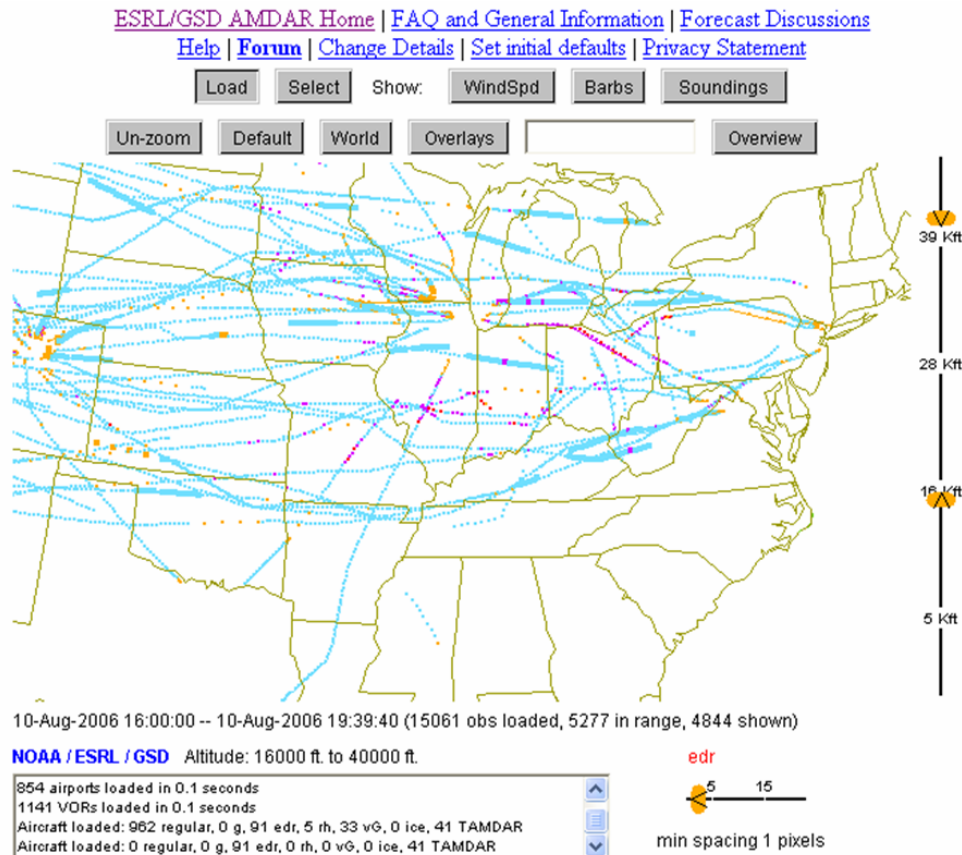 ESRL/GSD AMDAR Home | FAQ and General Information | Forecast Discussions
Help | Forum | Change Details | Set initial defaults | Privacy Statement
Load Select Show: WindSpd Barbs Soundings
Un-zoom Default World Overlays Overview
39 Kft
28 Kft
16 Kft
5 Kft
10-Aug-2006 16:00:00 -- 10-Aug-2006 19:39:40 (15061 obs loaded, 5277 in range, 4844 shown)
NOAA / ESRL / GSD Altitude: 16000 ft. to 40000 ft.
edr
5 15
min spacing 1 pixels
854 airports loaded in 0.1 seconds
1141 VORs loaded in 0.1 seconds
Aircraft loaded: 962 regular, 0 g, 91 edr, 5 rh, 33 vG, 0 ice, 41 TAMDAR
Aircraft loaded: 0 regular, 0 g, 91 edr, 0 rh, 0 vG, 0 ice, 41 TAMDAR